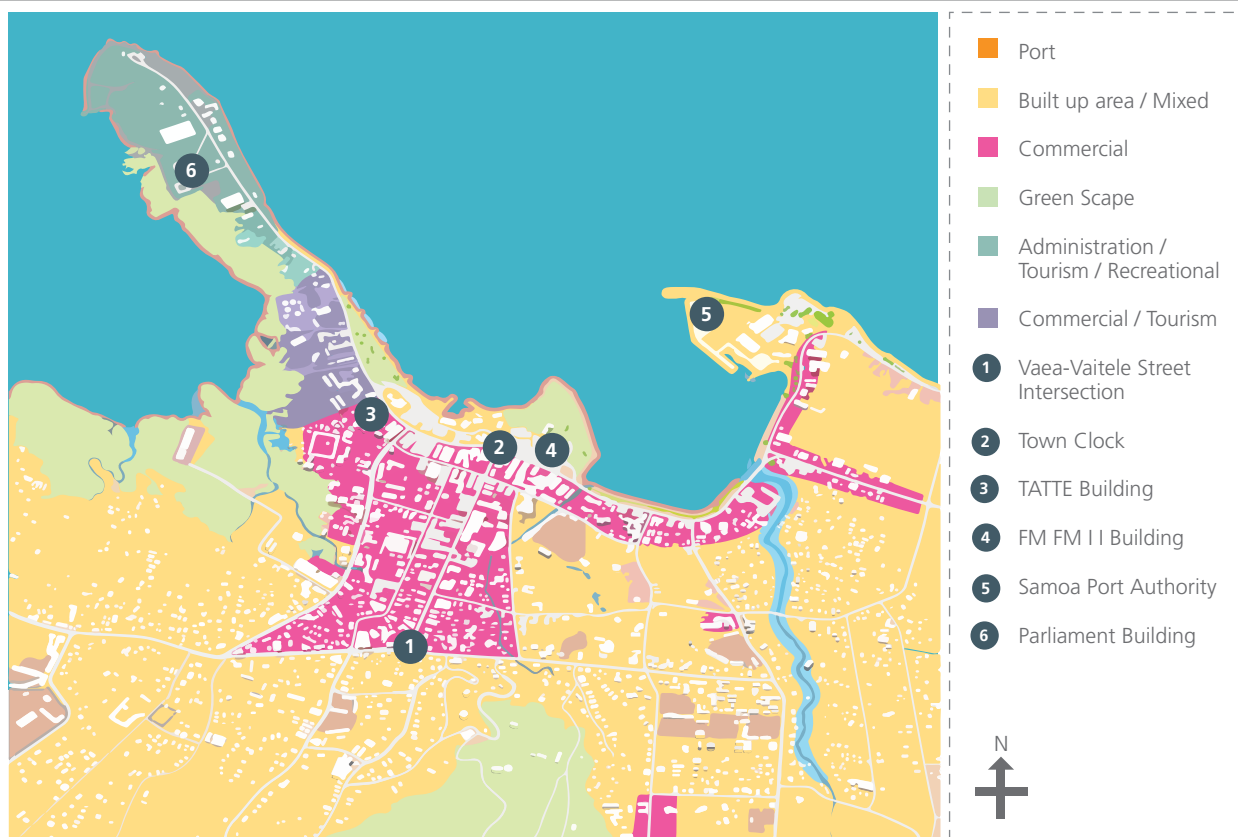 Port
Built up area / Mixed
Commercial
Green Scape
Administration /
Tourism / Recreational
Commercial / Tourism
1 Vaea-Vaitele Street
Intersection
2 Town Clock
3 TATTE Building
4 FM FM I I Building
5 Samoa Port Authority
6 Parliament Building
N
6
5
3
2
4
1